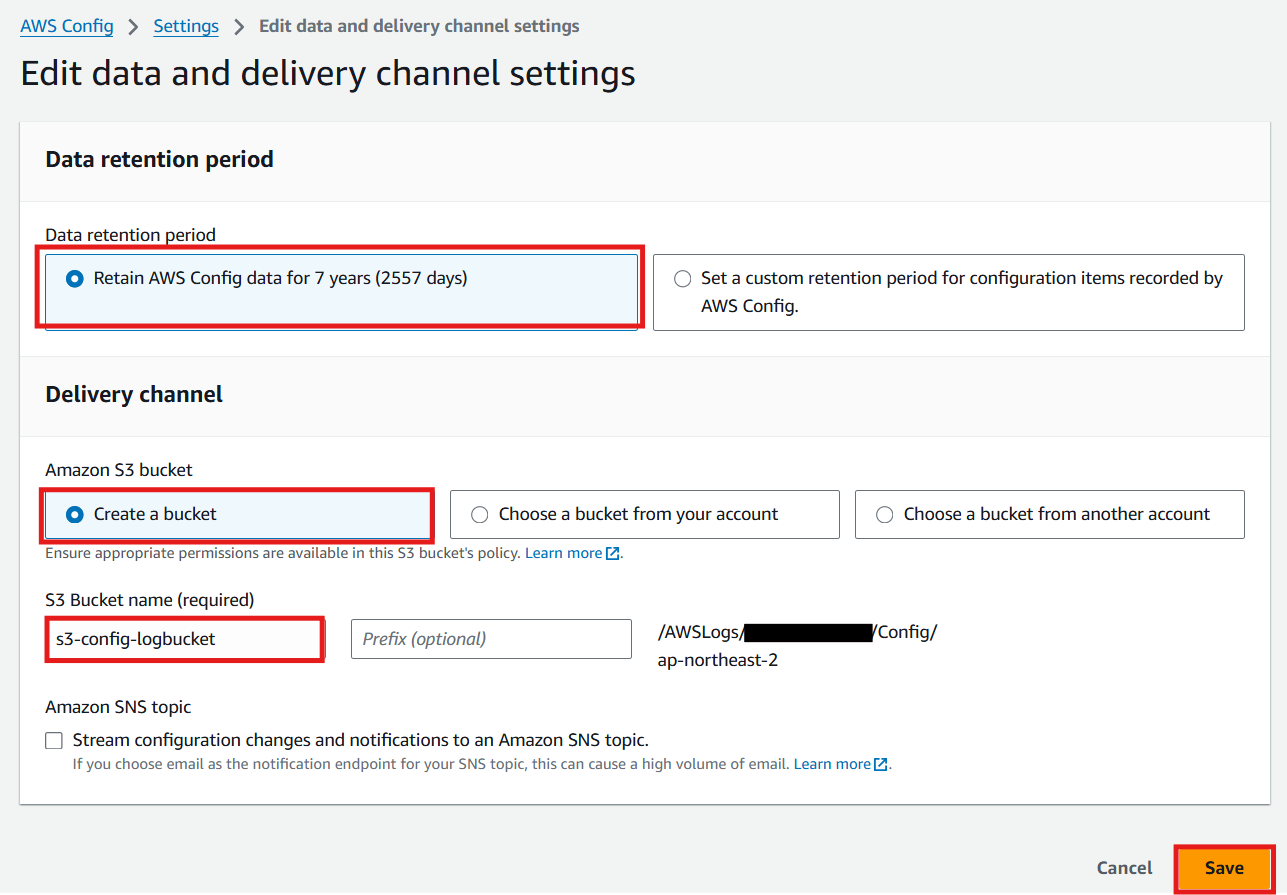 AWS Config > Settings > Edit data and delivery channel settings
Edit data and delivery channel settings
Data retention period
Data retention period
Retain AWS Config data for 7 years (2557 days)
Set a custom retention period for configuration items recorded by
AWS Config.
Delivery channel
Amazon S3 bucket
Create a bucket
Choose a bucket from your account
Choose a bucket from another account
Ensure appropriate permissions are available in this S3 bucket's policy. Learn more.
S3 Bucket name (required)
s3-config-logbucket
Prefix (optional)
/AWSLogs/ /Config/
ap-northeast-2
Amazon SNS topic
Stream configuration changes and notifications to an Amazon SNS topic.
If you choose email as the notification endpoint for your SNS topic, this can cause a high volume of email. Learn more.
Cancel
Save